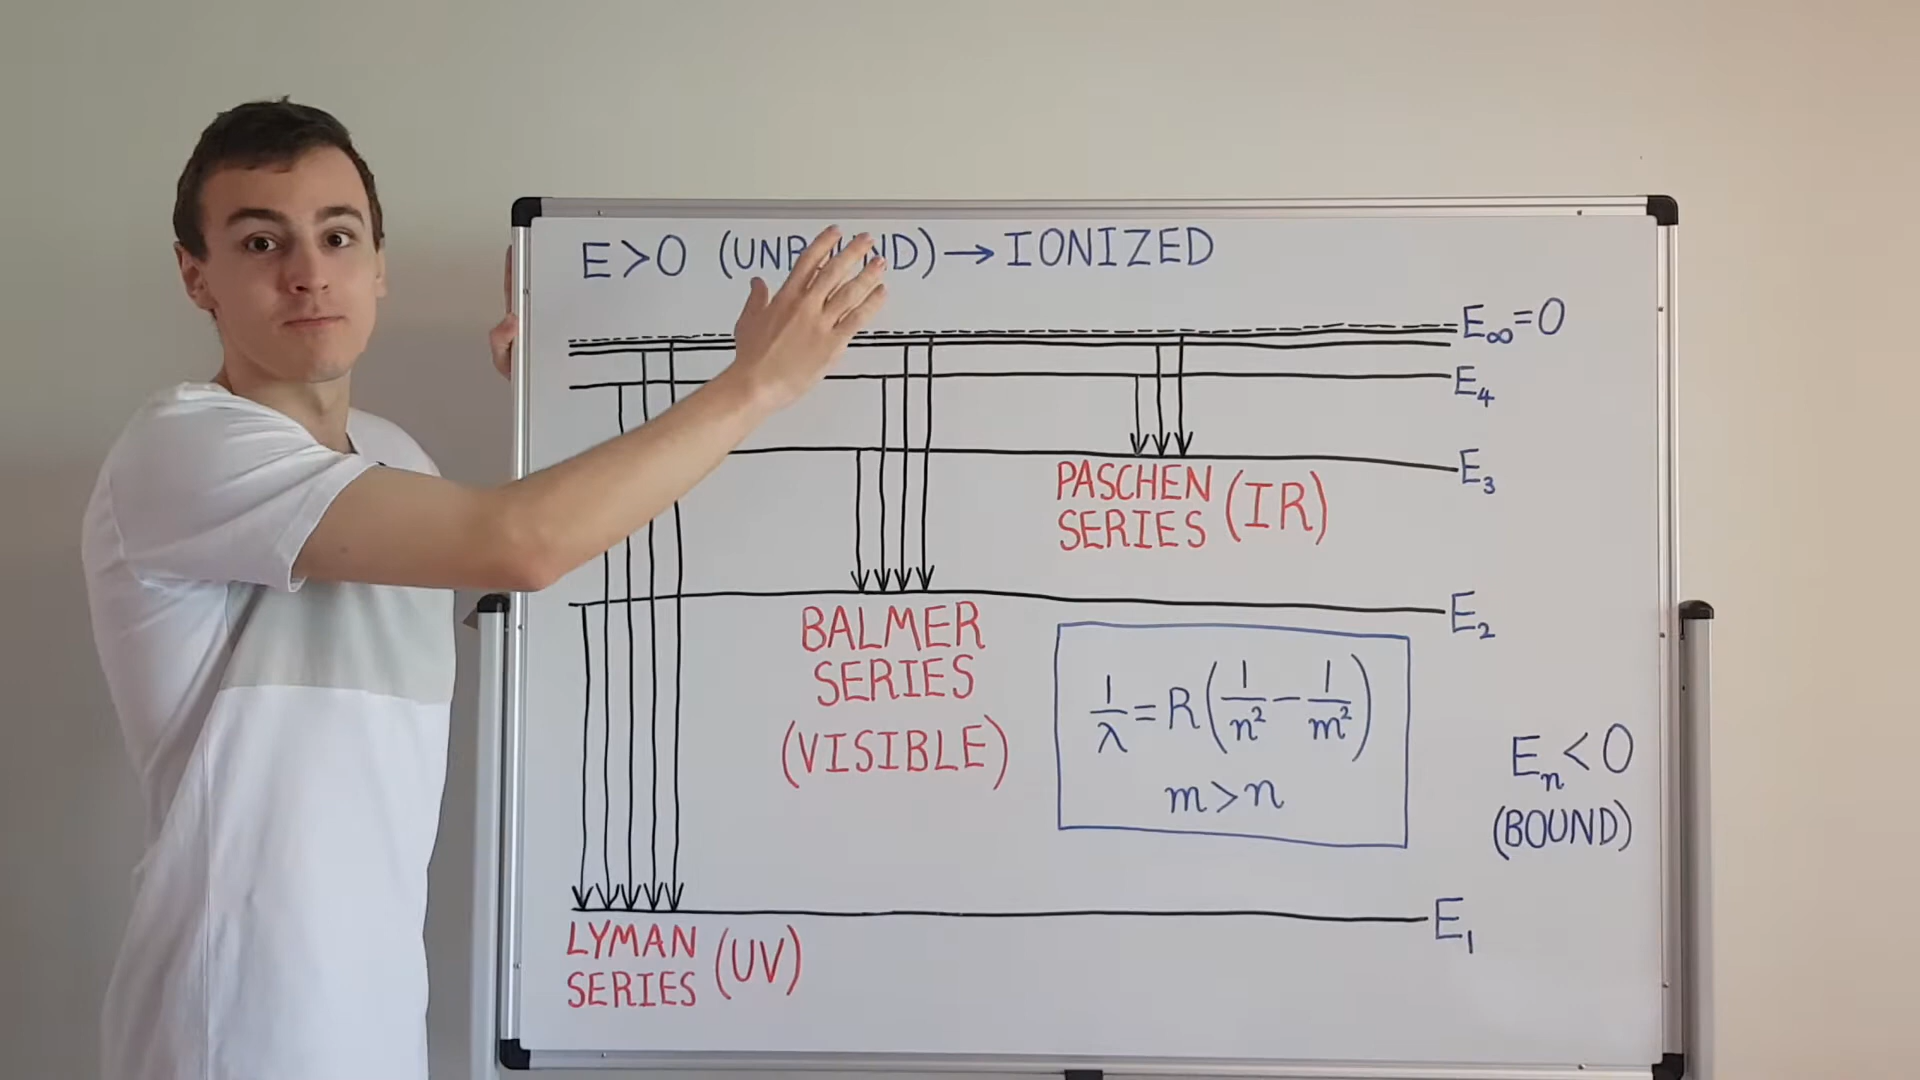 E>0 (UNBOUND) → IONIZED
E∞=0
E₄
E₃
PASCHEN
SERIES (IR)
E₂
BALMER
SERIES
(VISIBLE)
1/λ = R(1/n² − 1/m²)
m>n
Eₙ<0
(BOUND)
E₁
LYMAN
SERIES (UV)